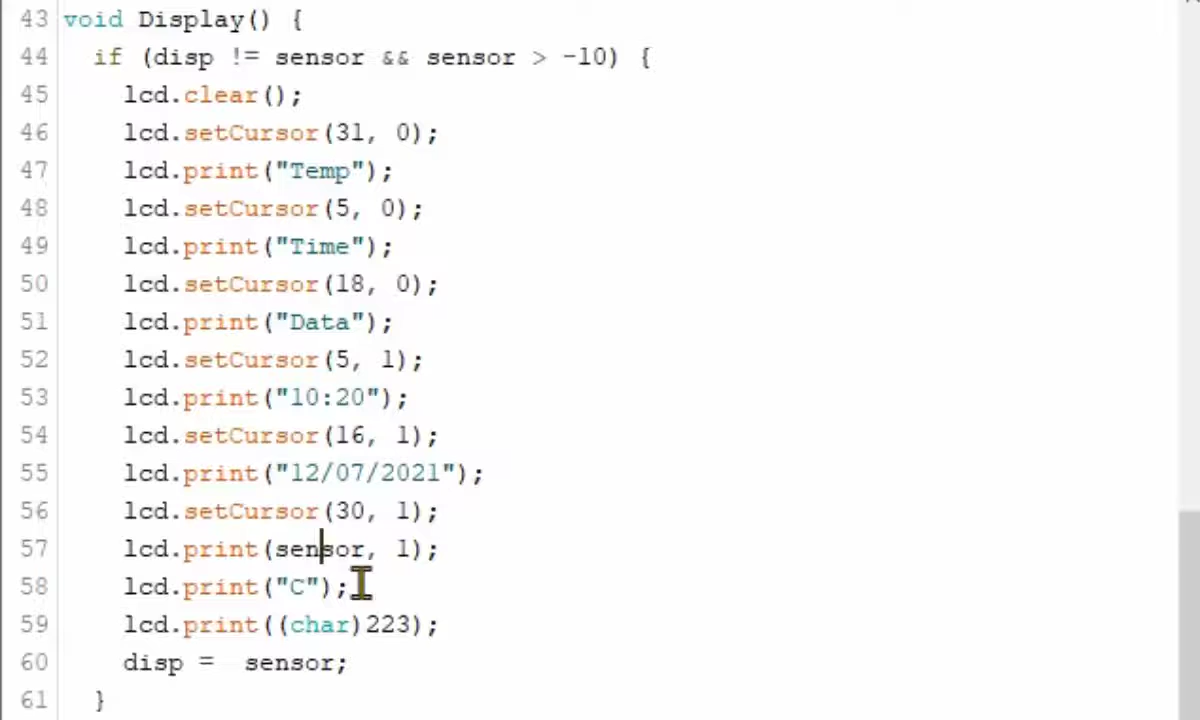 43 void Display() {
44 if (disp != sensor && sensor > -10) {
45 lcd.clear();
46 lcd.setCursor(31, 0);
47 lcd.print("Temp");
48 lcd.setCursor(5, 0);
49 lcd.print("Time");
50 lcd.setCursor(18, 0);
51 lcd.print("Data");
52 lcd.setCursor(5, 1);
53 lcd.print("10:20");
54 lcd.setCursor(16, 1);
55 lcd.print("12/07/2021");
56 lcd.setCursor(30, 1);
57 lcd.print(sensor, 1);
58 lcd.print("C");
59 lcd.print((char)223);
60 disp =  sensor;
61 }